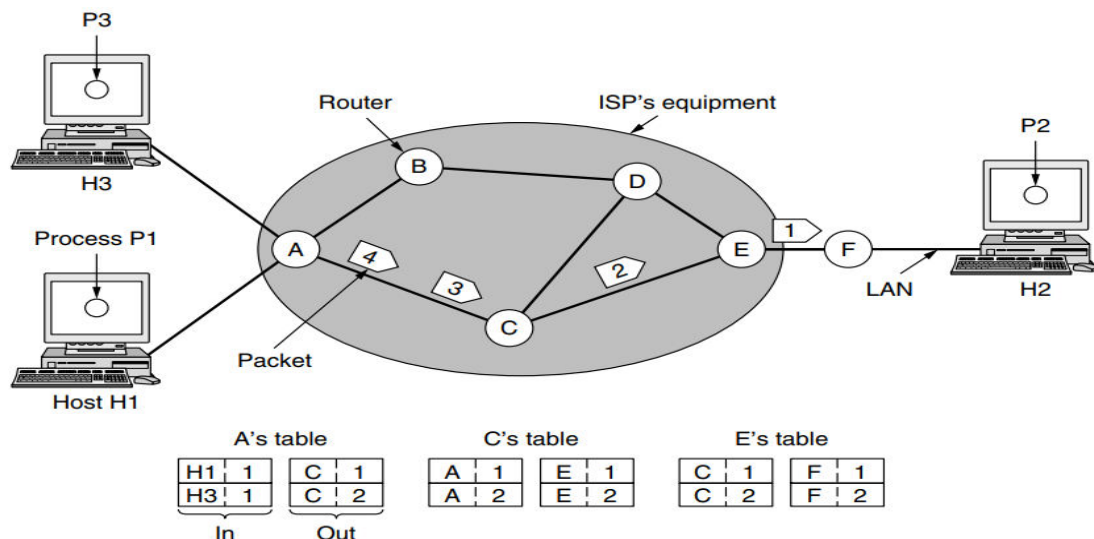 P3
Router
ISP's equipment
P2
B
D
H3
Process P1
A
4
2
E
1
F
3
LAN
H2
C
Packet
Host H1
A's table
C's table
E's table
H1 1 C 1 A 1 E 1 C 1 F 1
H3 1 C 2 A 2 E 2 C 2 F 2
In Out